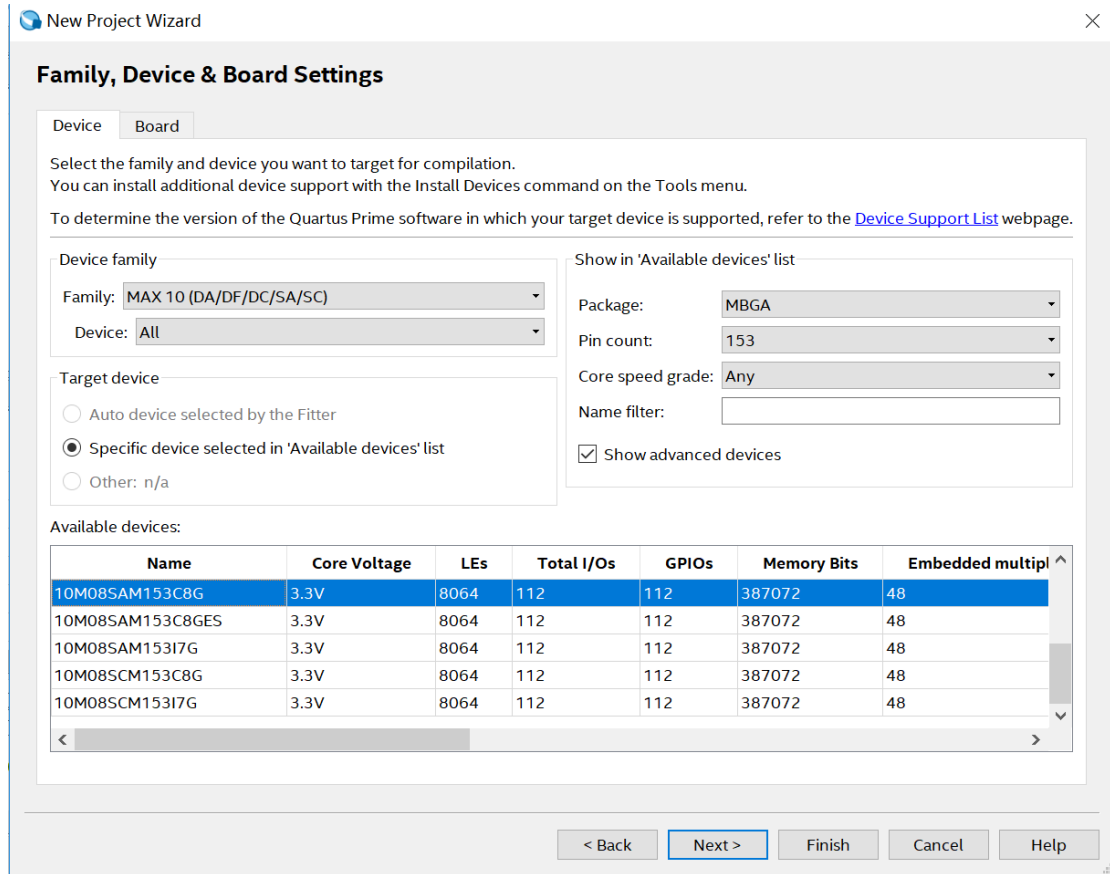 New Project Wizard
Family, Device & Board Settings
Device Board
Select the family and device you want to target for compilation.
You can install additional device support with the Install Devices command on the Tools menu.
To determine the version of the Quartus Prime software in which your target device is supported, refer to the Device Support List webpage.
Device family
Family: MAX 10 (DA/DF/DC/SA/SC)
Device: All
Target device
Auto device selected by the Fitter
Specific device selected in 'Available devices' list
Other: n/a
Show in 'Available devices' list
Package: MBGA
Pin count: 153
Core speed grade: Any
Name filter:
Show advanced devices
Available devices:
Name Core Voltage LEs Total I/Os GPIOs Memory Bits Embedded multipl
10M08SAM153C8G 3.3V 8064 112 112 387072 48
10M08SAM153C8GES 3.3V 8064 112 112 387072 48
10M08SAM153I7G 3.3V 8064 112 112 387072 48
10M08SCM153C8G 3.3V 8064 112 112 387072 48
10M08SCM153I7G 3.3V 8064 112 112 387072 48
< Back Next > Finish Cancel Help